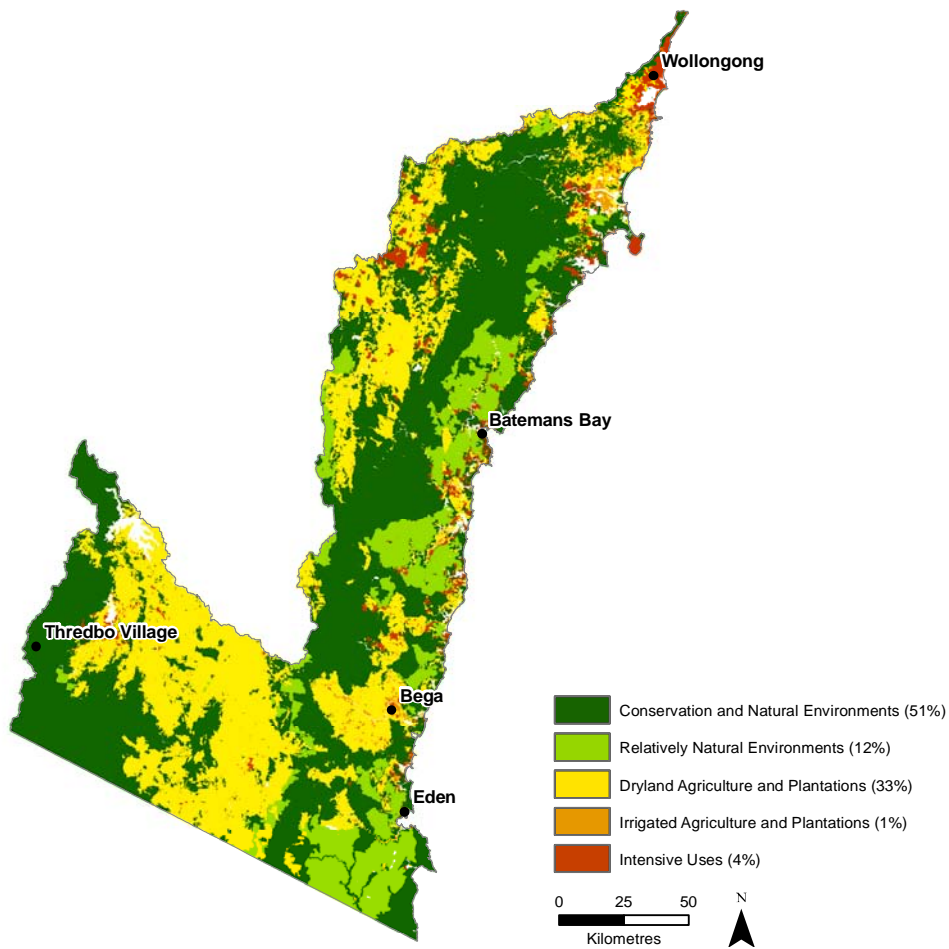 Wollongong
Batemans Bay
Thredbo Village
Bega
Eden
Conservation and Natural Environments (51%)
Relatively Natural Environments (12%)
Dryland Agriculture and Plantations (33%)
Irrigated Agriculture and Plantations (1%)
Intensive Uses (4%)
0 25 50
Kilometres
N